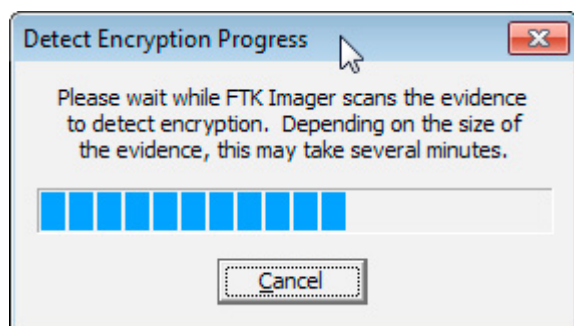 Detect Encryption Progress
Please wait while FTK Imager scans the evidence
to detect encryption.  Depending on the size of
the evidence, this may take several minutes.
Cancel